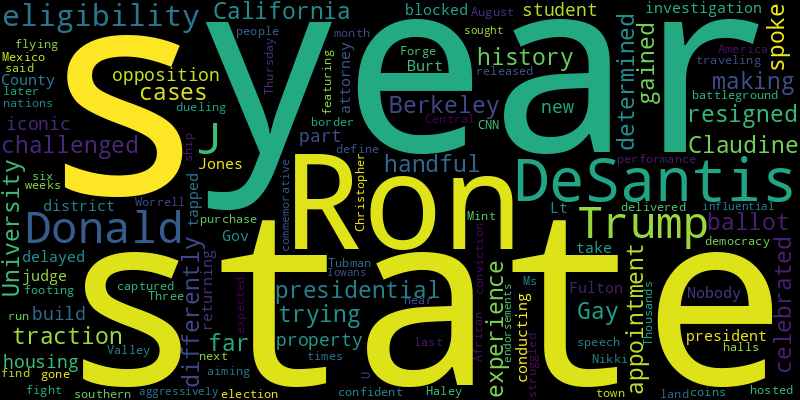 eligibility
California
blocked
August
student
investigation
flying
people
sought
spoke
Mexico
said
opposition
cases
Thursday
month
Forge
Burt
history
determined
gained
America
traveling
County
later
nations
dueling
featuring
attorney
released
making
s
year
iconic
J
border
Berkeley
CNN
new
battleground
resigned
challenged
ship
Central
part
define
Claudine
Jones
handful
performance
six
weeks
University
Worrell
tapped
commemorative
Christopher
Ron
DeSantis
district
purchase
Mint
Lt
delivered
influential
Donald
Gov
Trump
ballot
delayed
differently
returning
conviction
take
democracy
judge
footing
captured
Three
expected
Tubman
Iowans
presidential
Hear
African
experience
endorsements
Ms
conducting
Fulton
appointment
Thousands
Nobody
celebrated
state
run
build
trying
Gay
traction
Valley
next
far
property
times
last
struggled
speech
Nikki
president
halls
housing
find
gone
aiming
U
fight
southern
aggressively
election
confident
Haley
town
land
coins
hosted